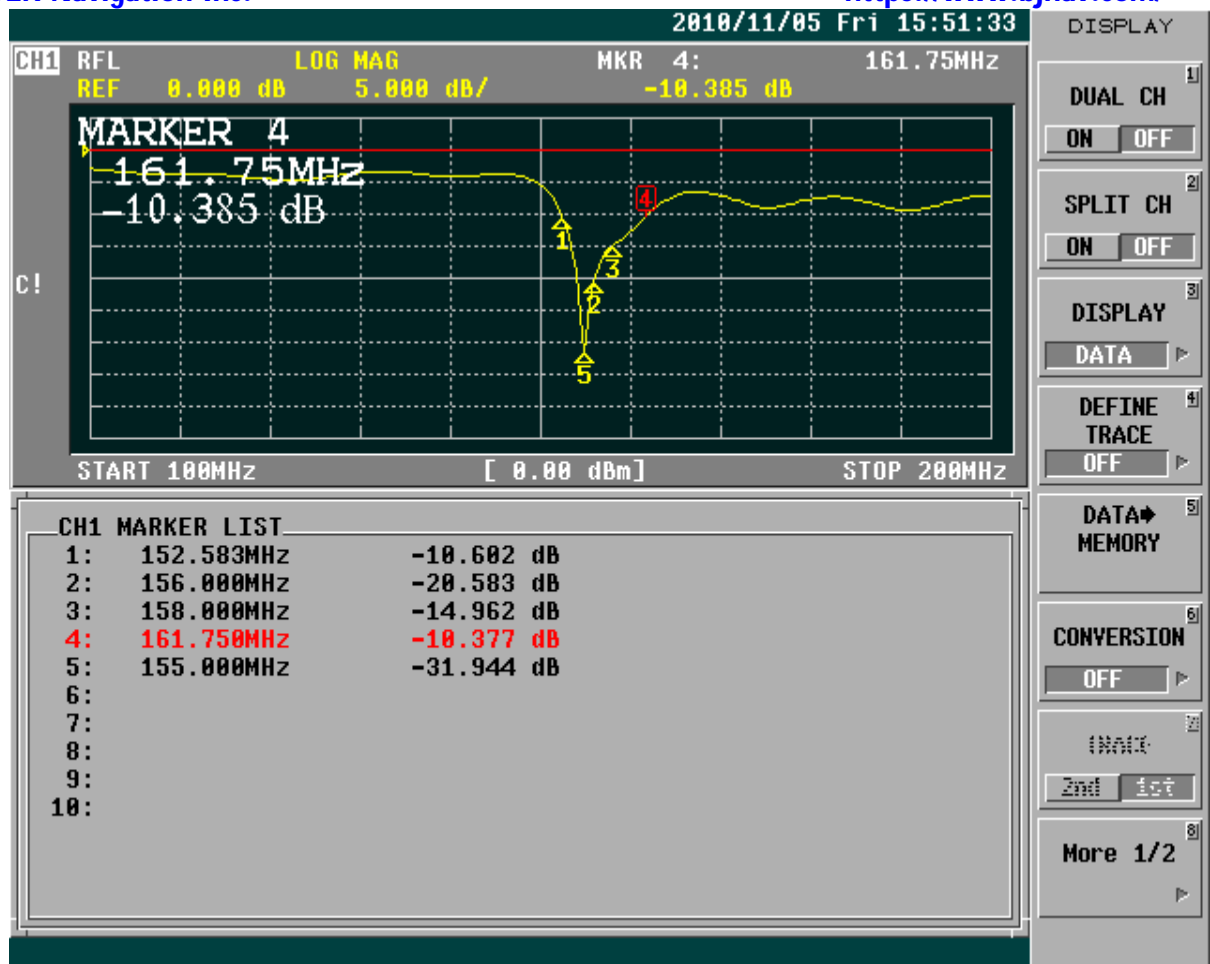 2010/11/05 Fri 15:51:33
DISPLAY
CH1 RFL LOG MAG MKR 4: 161.75MHz
REF 0.000 dB 5.000 dB/ -10.385 dB
MARKER 4
161.75MHz
-10.385 dB
1
2
3
4
5
C!
START 100MHz [ 0.00 dBm] STOP 200MHz
CH1 MARKER LIST
1: 152.583MHz -10.602 dB
2: 156.000MHz -20.583 dB
3: 158.000MHz -14.962 dB
4: 161.750MHz -10.377 dB
5: 155.000MHz -31.944 dB
6:
7:
8:
9:
10:
1
DUAL CH
ON OFF
2
SPLIT CH
ON OFF
3
DISPLAY
DATA
4
DEFINE
TRACE
OFF
5
DATA➡
MEMORY
6
CONVERSION
OFF
TRACE
2nd 1st
8
More 1/2